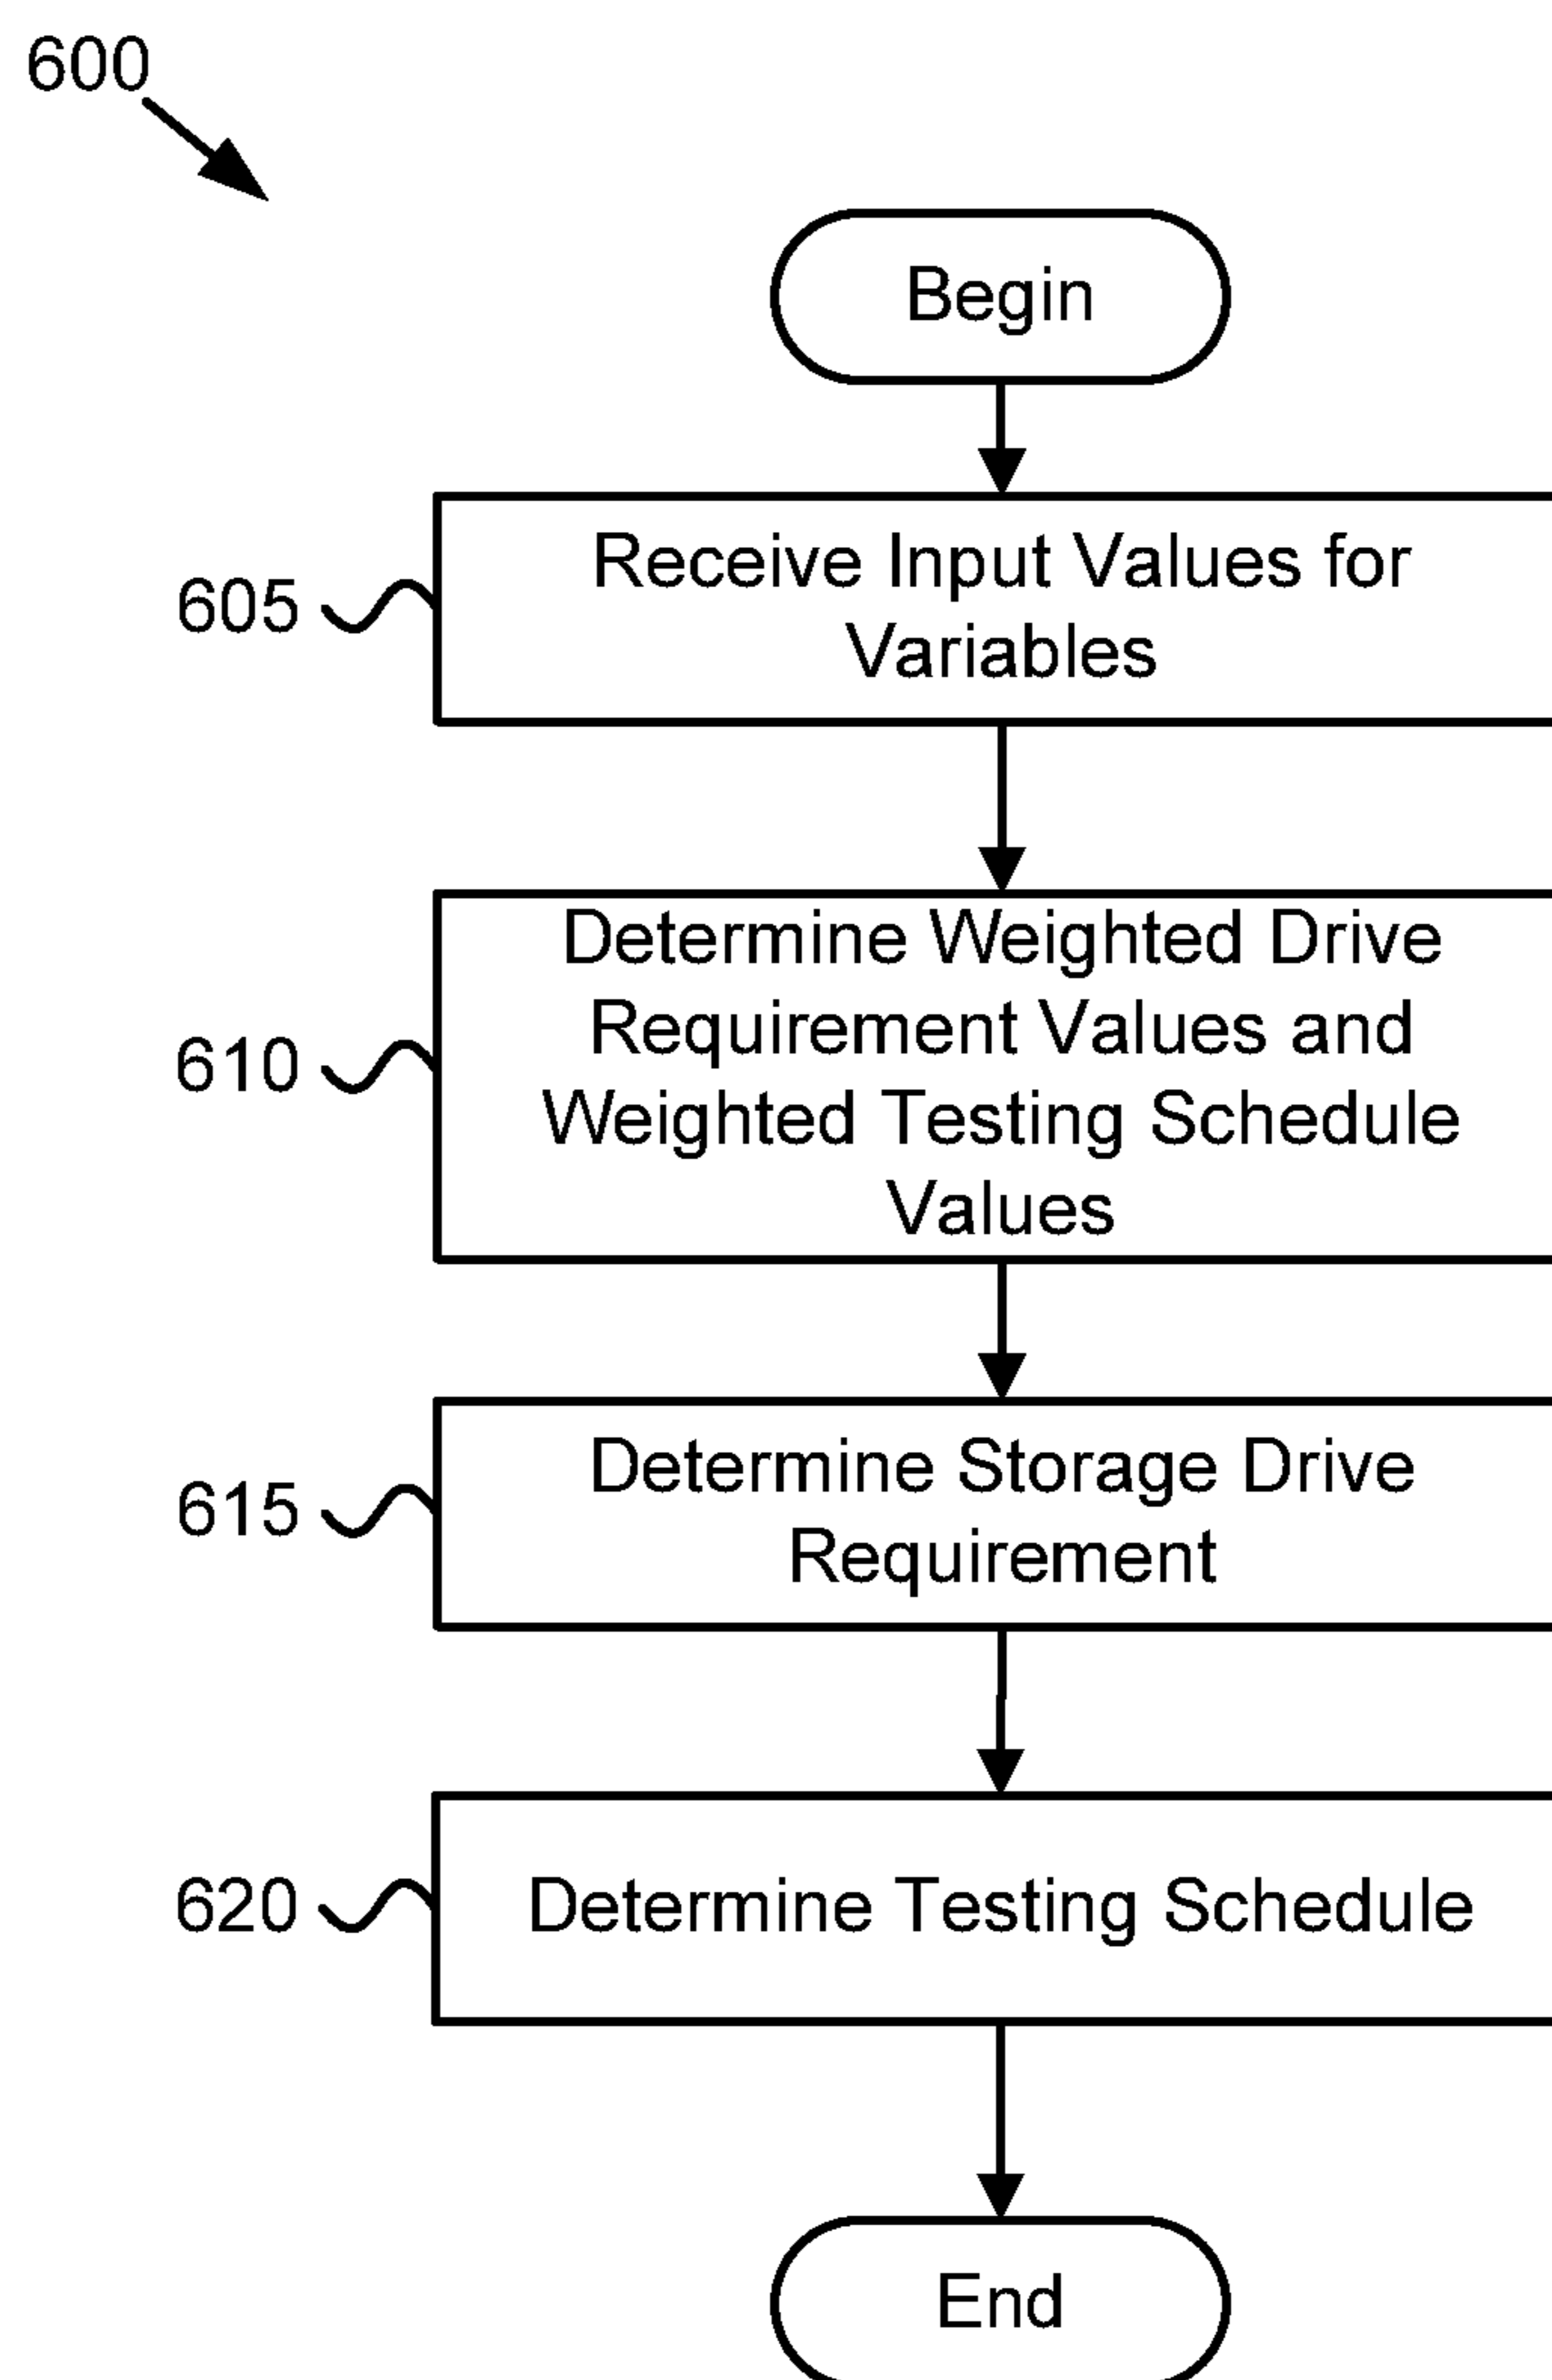 600
Begin
605
Receive Input Values for
Variables
610
Determine Weighted Drive
Requirement Values and
Weighted Testing Schedule
Values
615
Determine Storage Drive
Requirement
620
Determine Testing Schedule
End